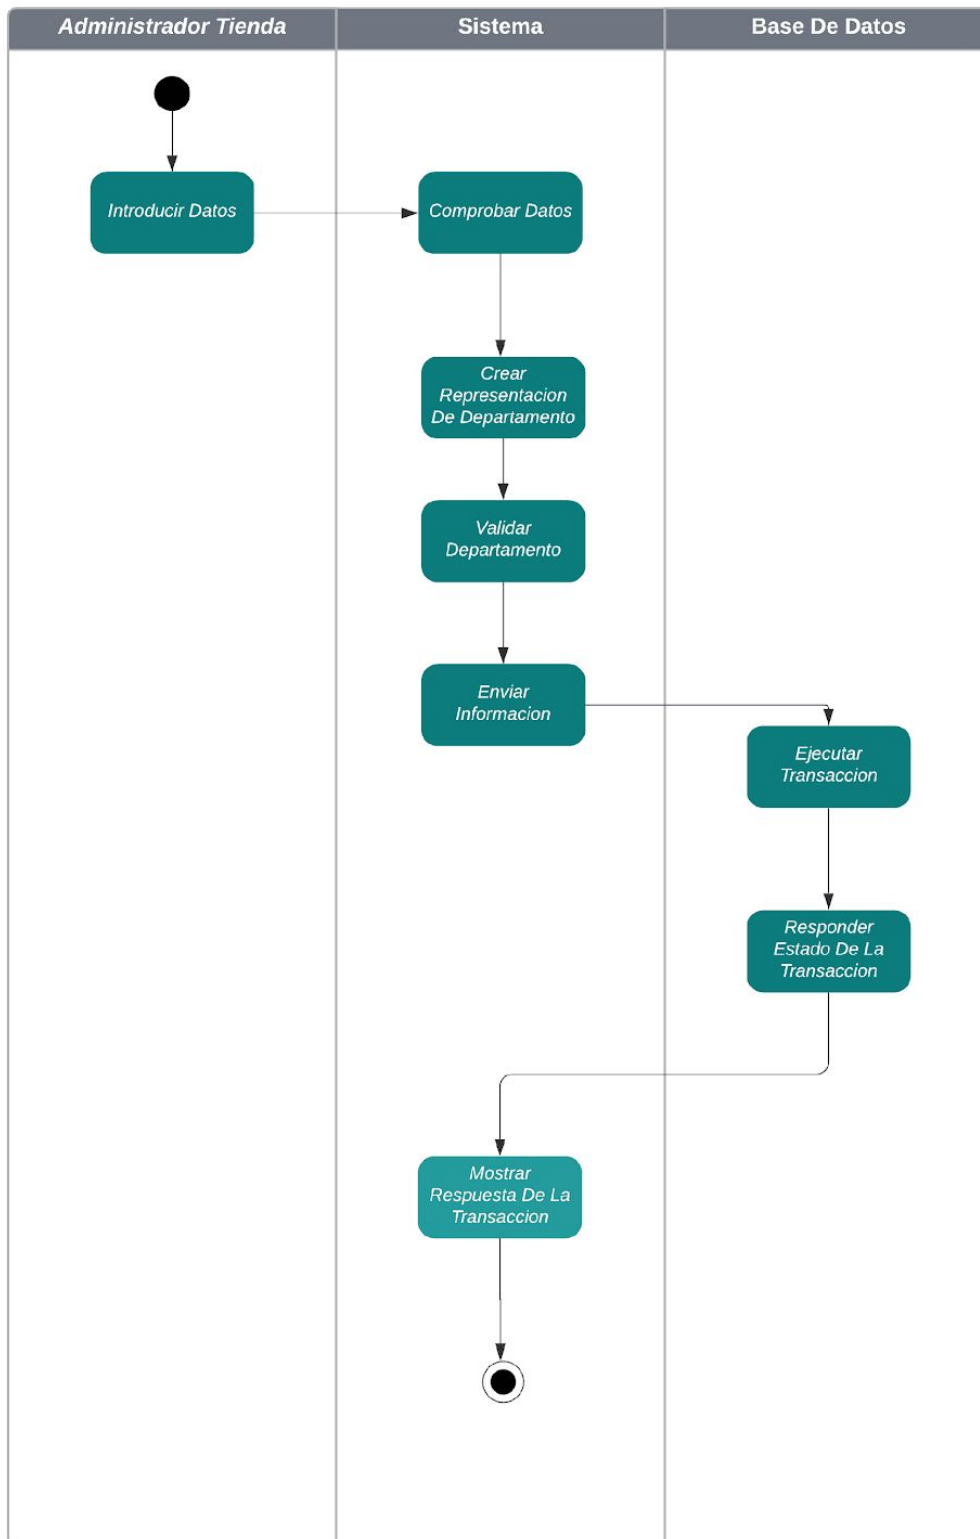 Administrador Tienda
Sistema
Base De Datos
Introducir Datos
Comprobar Datos
Crear
Representacion
De Departamento
Validar
Departamento
Enviar
Informacion
Ejecutar
Transaccion
Responder
Estado De La
Transaccion
Mostrar
Respuesta De La
Transaccion